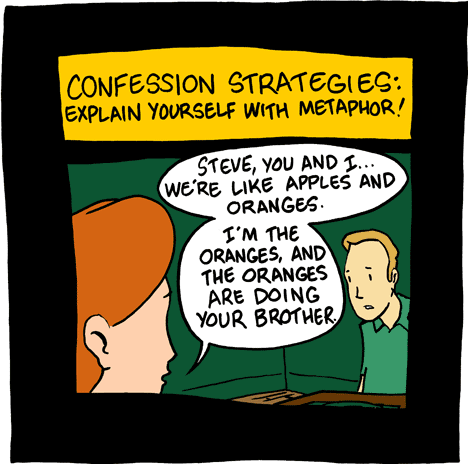 CONFESSION STRATEGIES:
EXPLAIN YOURSELF WITH METAPHOR!
STEVE, YOU AND I...
WE'RE LIKE APPLES AND
ORANGES.
I'M THE
ORANGES, AND
THE ORANGES
ARE DOING
YOUR BROTHER.